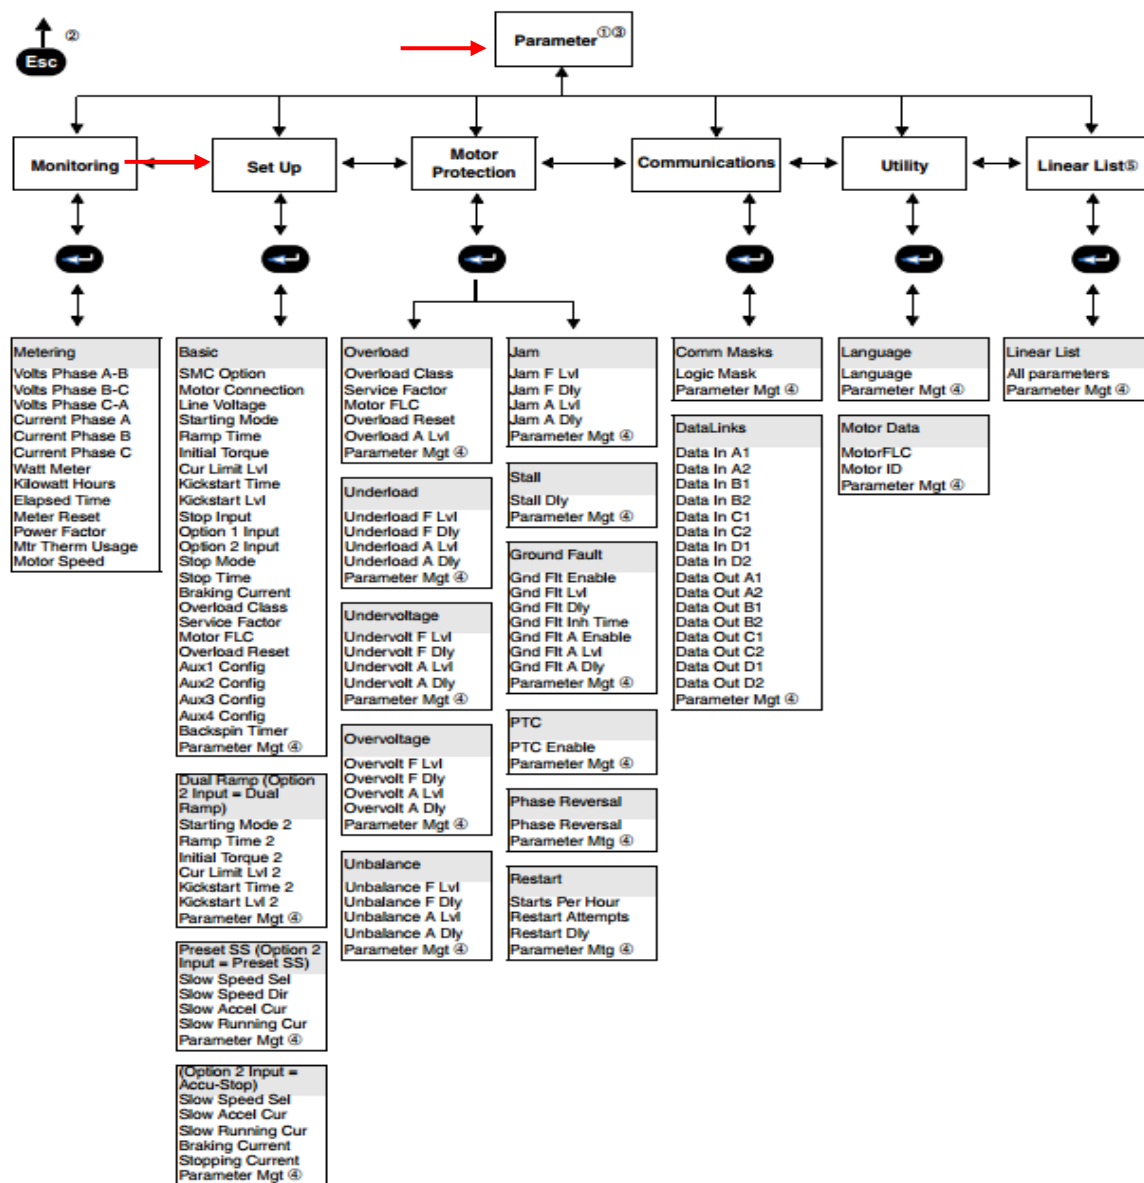 ②
Esc
Parameter①③
Monitoring
Set Up
Motor
Protection
Communications
Utility
Linear List⑤
Metering
Volts Phase A-B
Volts Phase B-C
Volts Phase C-A
Current Phase A
Current Phase B
Current Phase C
Watt Meter
Kilowatt Hours
Elapsed Time
Meter Reset
Power Factor
Mtr Therm Usage
Motor Speed
Basic
SMC Option
Motor Connection
Line Voltage
Starting Mode
Ramp Time
Initial Torque
Cur Limit Lvl
Kickstart Time
Kickstart Lvl
Stop Input
Option 1 Input
Option 2 Input
Stop Mode
Stop Time
Braking Current
Overload Class
Service Factor
Motor FLC
Overload Reset
Aux1 Config
Aux2 Config
Aux3 Config
Aux4 Config
Backspin Timer
Parameter Mgt ④
Dual Ramp (Option
2 Input = Dual
Ramp)
Starting Mode 2
Ramp Time 2
Initial Torque 2
Cur Limit Lvl 2
Kickstart Time 2
Kickstart Lvl 2
Parameter Mgt ④
Preset SS (Option 2
Input = Preset SS)
Slow Speed Sel
Slow Speed Dir
Slow Accel Cur
Slow Running Cur
Parameter Mgt ④
(Option 2 Input =
Accu-Stop)
Slow Speed Sel
Slow Accel Cur
Slow Running Cur
Braking Current
Stopping Current
Parameter Mgt ④
Overload
Overload Class
Service Factor
Motor FLC
Overload Reset
Overload A Lvl
Parameter Mgt ④
Underload
Underload F Lvl
Underload F Dly
Underload A Lvl
Underload A Dly
Parameter Mgt ④
Undervoltage
Undervolt F Lvl
Undervolt F Dly
Undervolt A Lvl
Undervolt A Dly
Parameter Mgt ④
Overvoltage
Overvolt F Lvl
Overvolt F Dly
Overvolt A Lvl
Overvolt A Dly
Parameter Mgt ④
Unbalance
Unbalance F Lvl
Unbalance F Dly
Unbalance A Lvl
Unbalance A Dly
Parameter Mgt ④
Jam
Jam F Lvl
Jam F Dly
Jam A Lvl
Jam A Dly
Parameter Mgt ④
Stall
Stall Dly
Parameter Mgt ④
Ground Fault
Gnd Flt Enable
Gnd Flt Lvl
Gnd Flt Dly
Gnd Flt Inh Time
Gnd Flt A Enable
Gnd Flt A Lvl
Gnd Flt A Dly
Parameter Mgt ④
PTC
PTC Enable
Parameter Mgt ④
Phase Reversal
Phase Reversal
Parameter Mtg ④
Restart
Starts Per Hour
Restart Attempts
Restart Dly
Parameter Mtg ④
Comm Masks
Logic Mask
Parameter Mgt ④
DataLinks
Data In A1
Data In A2
Data In B1
Data In B2
Data In C1
Data In C2
Data In D1
Data In D2
Data Out A1
Data Out A2
Data Out B1
Data Out B2
Data Out C1
Data Out C2
Data Out D1
Data Out D2
Parameter Mgt ④
Language
Language
Parameter Mgt ④
Motor Data
MotorFLC
Motor ID
Parameter Mgt ④
Linear List
All parameters
Parameter Mgt ④